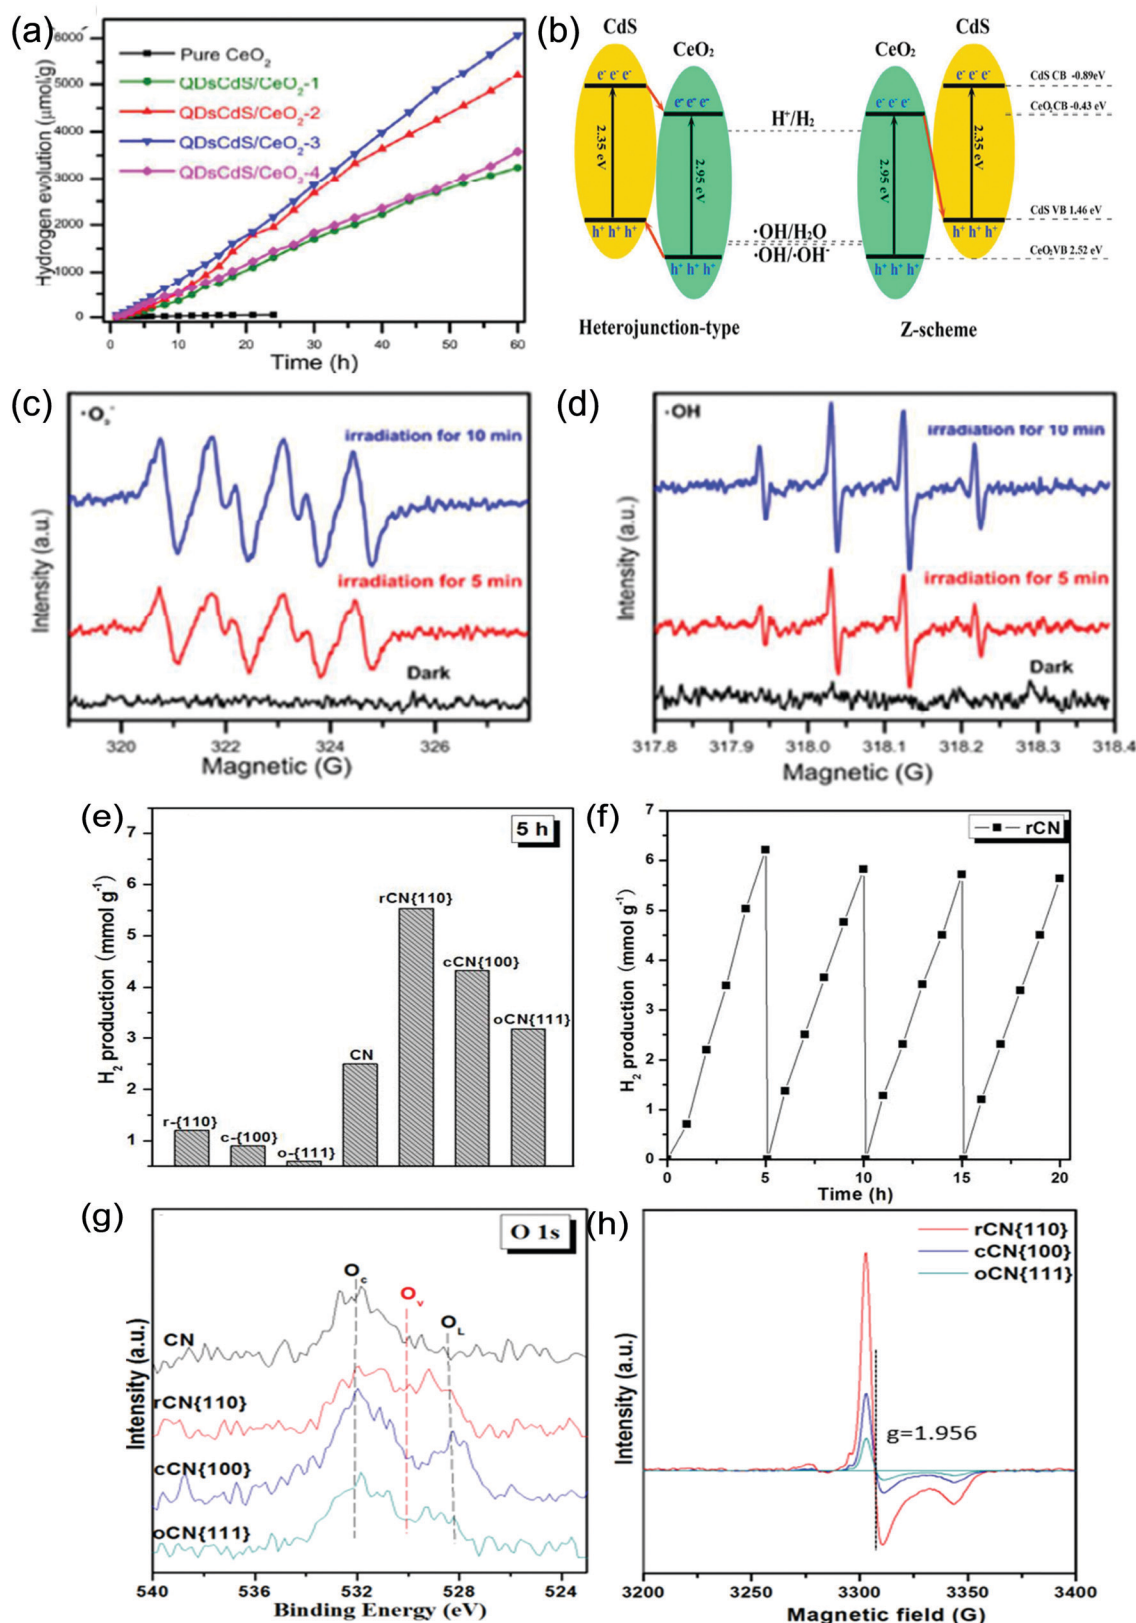 (a)
Hydrogen evolution (μmol/g)
6000
5000
4000
3000
2000
1000
0
Pure CeO2
QDsCdS/CeO2-1
QDsCdS/CeO2-2
QDsCdS/CeO2-3
QDsCdS/CeO2-4
0 10 20 30 40 50 60
Time (h)
(b)
CdS CeO2 CeO2 CdS
e- e- e-
e- e- e-
e- e- e-
e- e- e-
2.35 eV
2.95 eV
2.95 eV
2.35 eV
h+ h+ h+
h+ h+ h+
h+ h+ h+
h+ h+ h+
H+/H2
·OH/H2O
·OH/·OH-
CdS CB -0.89eV
CeO2CB -0.43 eV
CdS VB 1.46 eV
CeO2VB 2.52 eV
Heterojunction-type
Z-scheme
(c)
irradiation for 10 min
irradiation for 5 min
Dark
Intensity (a.u.)
320 322 324 326
Magnetic (G)
(d)
·OH
irradiation for 10 min
irradiation for 5 min
Dark
Intensity (a.u.)
317.8 317.9 318.0 318.1 318.2 318.3 318.4
Magnetic (G)
(e)
5 h
H2 production (mmol g-1)
7
6
5
4
3
2
1
r-{110}
c-{100}
o-{111}
CN
rCN{110}
cCN{100}
oCN{111}
(f)
rCN
H2 production (mmol g-1)
7
6
5
4
3
2
1
0
0 5 10 15 20
Time (h)
(g)
O 1s
Oc
Ov
OL
CN
rCN{110}
cCN{100}
oCN{111}
Intensity (a.u.)
540 536 532 528 524
Binding Energy (eV)
(h)
rCN{110}
cCN{100}
oCN{111}
g=1.956
Intensity (a.u.)
3200 3250 3300 3350 3400
Magnetic field (G)